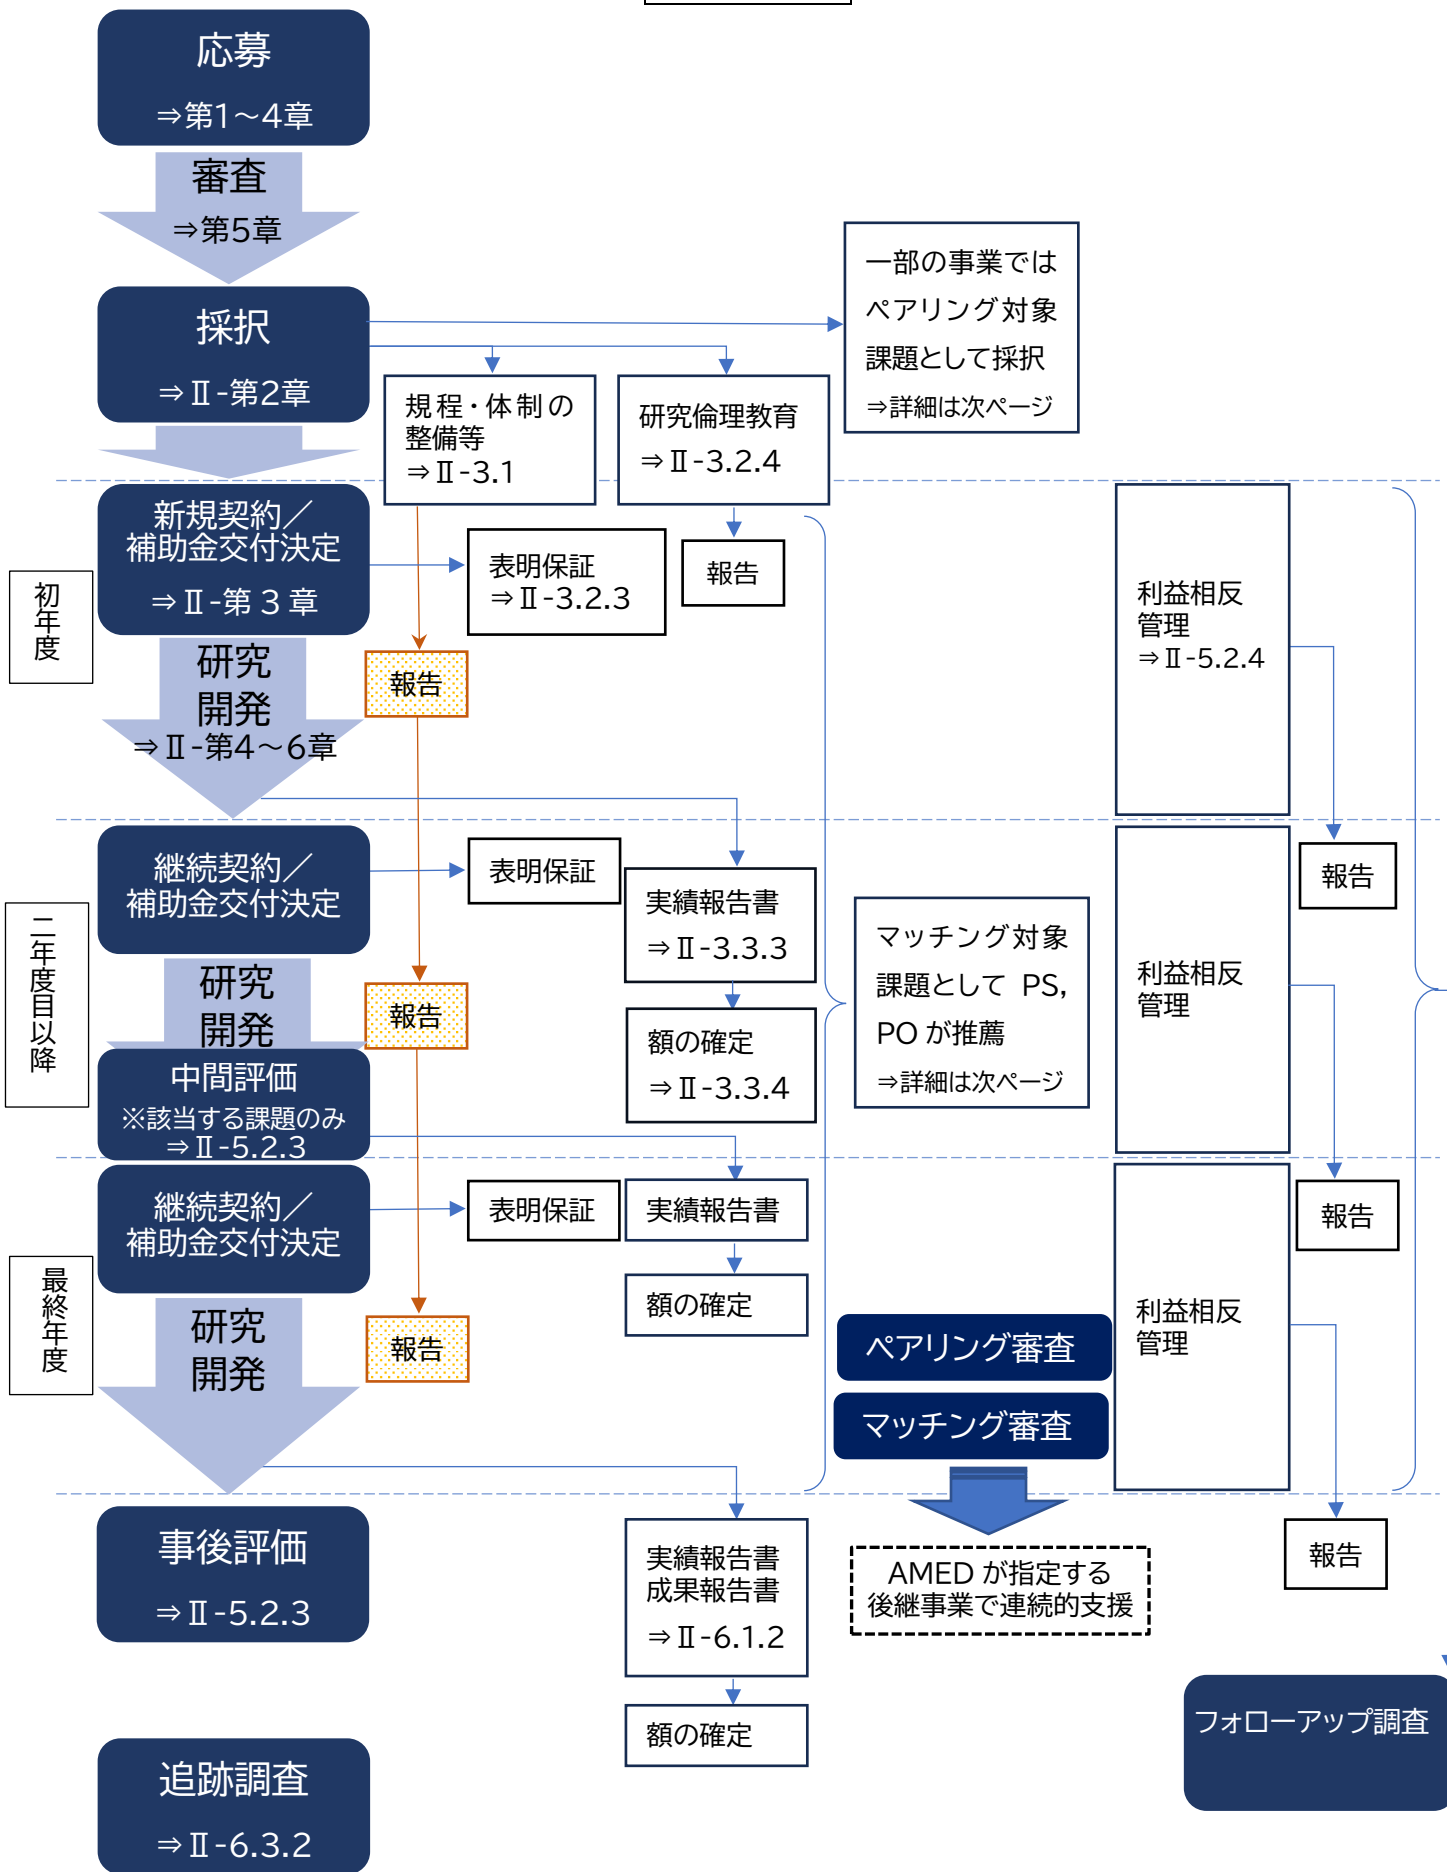 応募
⇒第1～4章
審査
⇒第5章
採択
⇒Ⅱ-第2章
一部の事業では
ペアリング対象
課題として採択
⇒詳細は次ページ
規程・体制の
整備等
⇒Ⅱ-3.1
研究倫理教育
⇒Ⅱ-3.2.4
初年度
新規契約／
補助金交付決定
⇒Ⅱ-第 3 章
表明保証
⇒Ⅱ-3.2.3
報告
利益相反
管理
⇒Ⅱ-5.2.4
研究
開発
⇒Ⅱ-第4～6章
報告
二年度目以降
継続契約／
補助金交付決定
表明保証
実績報告書
⇒Ⅱ-3.3.3
報告
マッチング対象
課題として PS,
PO が推薦
⇒詳細は次ページ
利益相反
管理
研究
開発
報告
額の確定
⇒Ⅱ-3.3.4
中間評価
※該当する課題のみ
⇒Ⅱ-5.2.3
最終年度
継続契約／
補助金交付決定
表明保証
実績報告書
報告
額の確定
利益相反
管理
研究
開発
報告
ペアリング審査
マッチング審査
事後評価
⇒Ⅱ-5.2.3
実績報告書
成果報告書
⇒Ⅱ-6.1.2
AMED が指定する
後継事業で連続的支援
報告
額の確定
フォローアップ調査
追跡調査
⇒Ⅱ-6.3.2